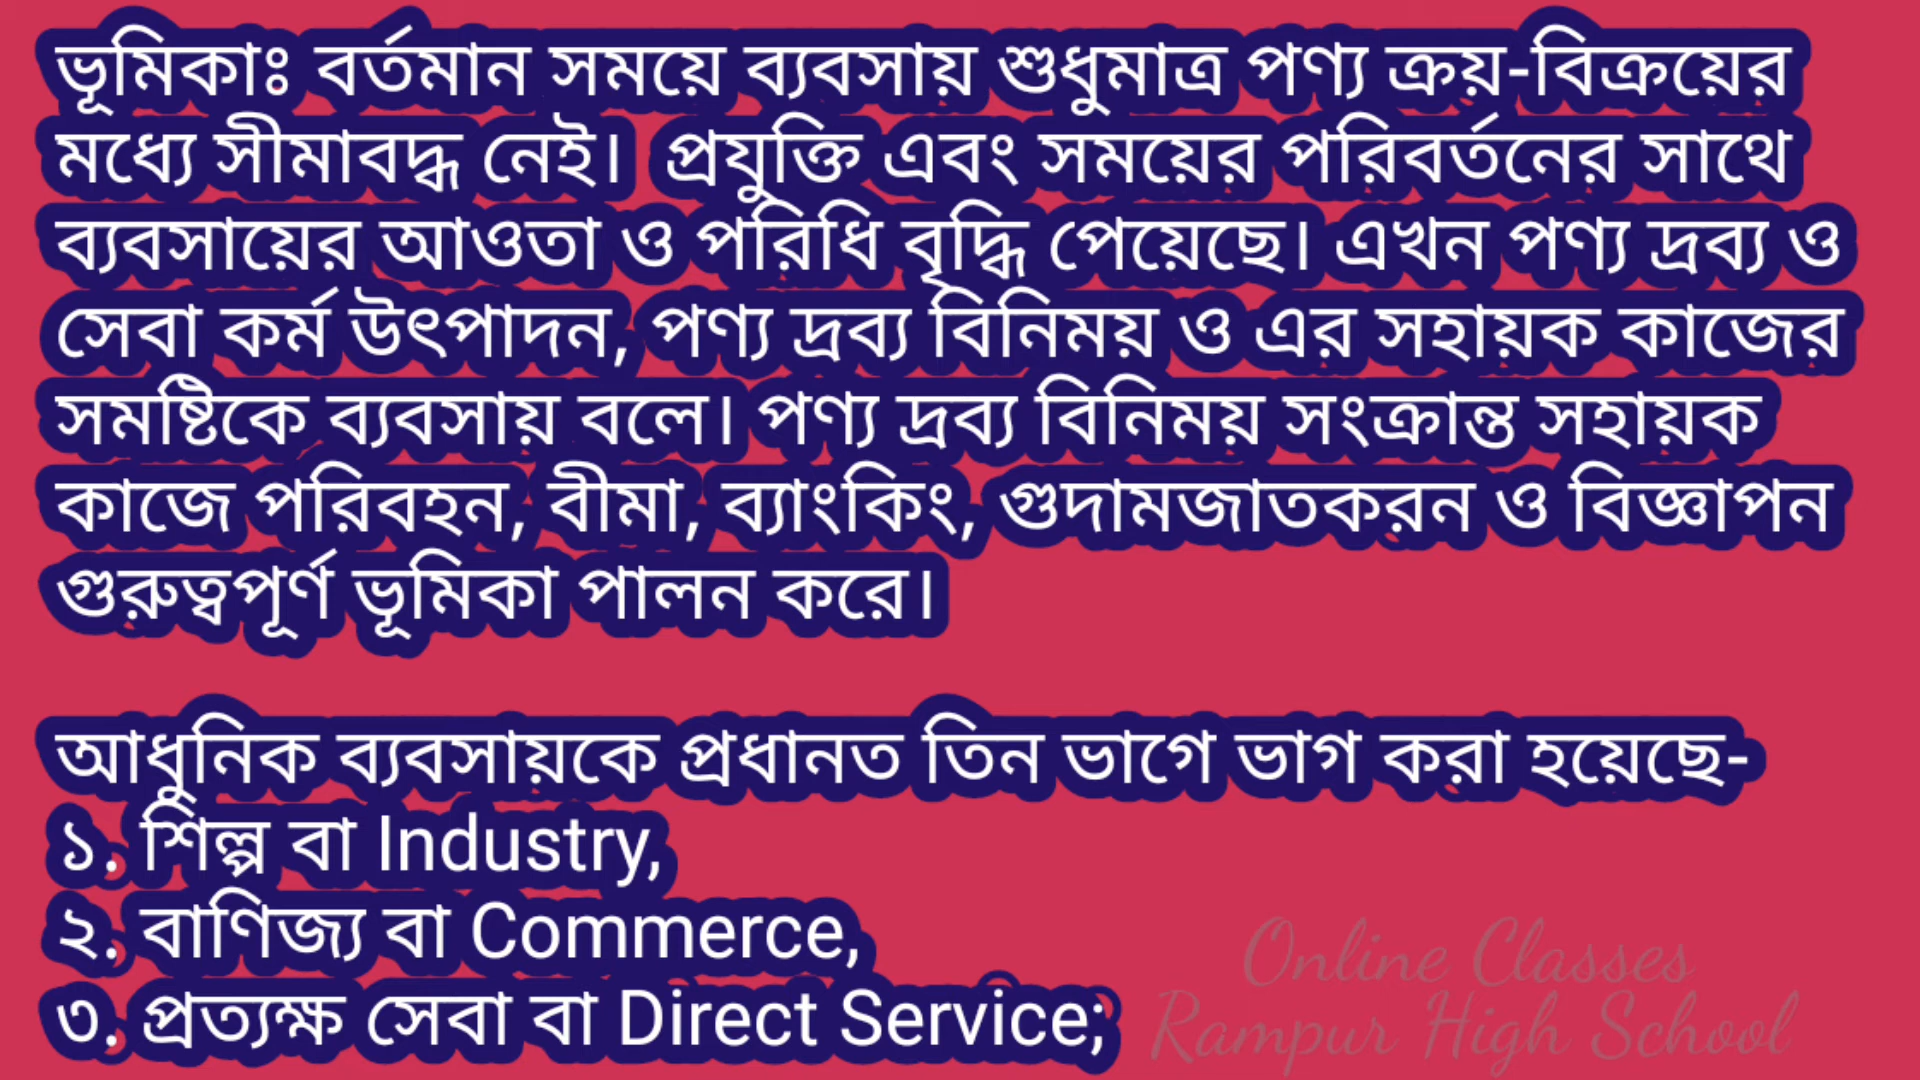 ভূমিকাঃ বর্তমান সময়ে ব্যবসায় শুধুমাত্র পণ্য ক্রয়-বিক্রয়ের
মধ্যে সীমাবদ্ধ নেই। প্রযুক্তি এবং সময়ের পরিবর্তনের সাথে
ব্যবসায়ের আওতা ও পরিধি বৃদ্ধি পেয়েছে। এখন পণ্য দ্রব্য ও
সেবা কর্ম উৎপাদন, পণ্য দ্রব্য বিনিময় ও এর সহায়ক কাজের
সমষ্টিকে ব্যবসায় বলে। পণ্য দ্রব্য বিনিময় সংক্রান্ত সহায়ক
কাজে পরিবহন, বীমা, ব্যাংকিং, গুদামজাতকরন ও বিজ্ঞাপন
গুরুত্বপূর্ণ ভূমিকা পালন করে।
আধুনিক ব্যবসায়কে প্রধানত তিন ভাগে ভাগ করা হয়েছে-
১. শিল্প বা Industry,
২. বাণিজ্য বা Commerce,
৩. প্রত্যক্ষ সেবা বা Direct Service;
Online Classes
Rampur High School